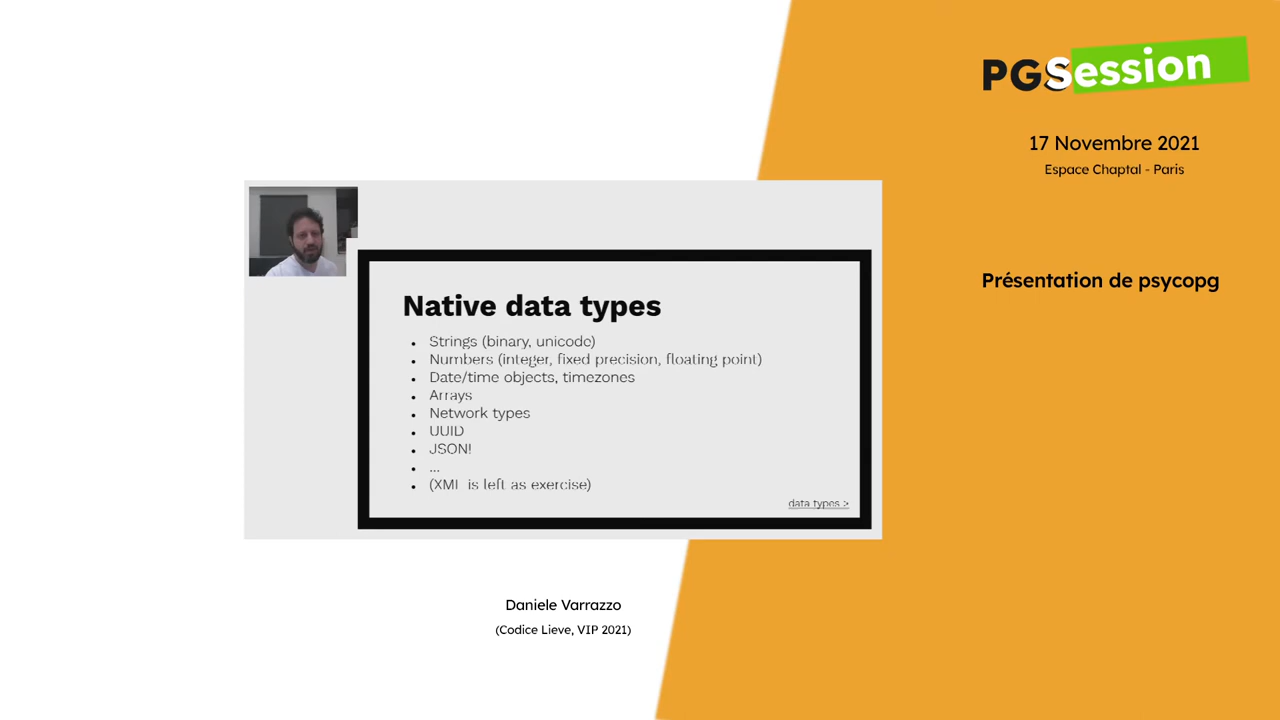 PGSession
17 Novembre 2021
Espace Chaptal - Paris
Présentation de psycopg
Native data types
• Strings (binary, unicode)
• Numbers (integer, fixed precision, floating point)
• Date/time objects, timezones
• Arrays
• Network types
• UUID
• JSON!
• ...
• (XML is left as exercise)
data types >
Daniele Varrazzo
(Codice Lieve, VIP 2021)